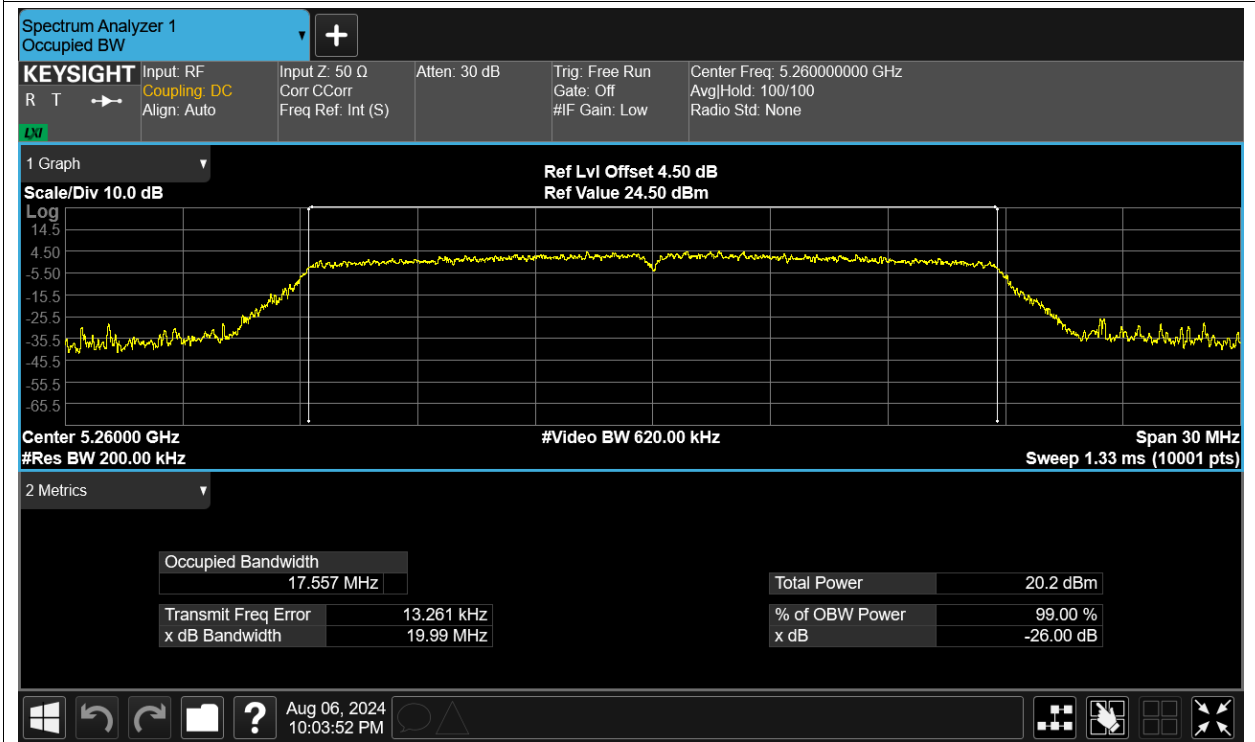 Spectrum Analyzer 1
Occupied BW
KEYSIGHT
R T
LXI
Input: RF
Coupling: DC
Align: Auto
Input Z: 50 Ω
Corr CCorr
Freq Ref: Int (S)
Atten: 30 dB
Trig: Free Run
Gate: Off
#IF Gain: Low
Center Freq: 5.260000000 GHz
Avg|Hold: 100/100
Radio Std: None
1 Graph
Scale/Div 10.0 dB
Ref Lvl Offset 4.50 dB
Ref Value 24.50 dBm
Log
14.5
4.50
-5.50
-15.5
-25.5
-35.5
-45.5
-55.5
-65.5
Center 5.26000 GHz
#Video BW 620.00 kHz
Span 30 MHz
#Res BW 200.00 kHz
Sweep 1.33 ms (10001 pts)
2 Metrics
Occupied Bandwidth
17.557 MHz
Total Power 20.2 dBm
Transmit Freq Error 13.261 kHz
% of OBW Power 99.00 %
x dB Bandwidth 19.99 MHz
x dB -26.00 dB
?
Aug 06, 2024
10:03:52 PM